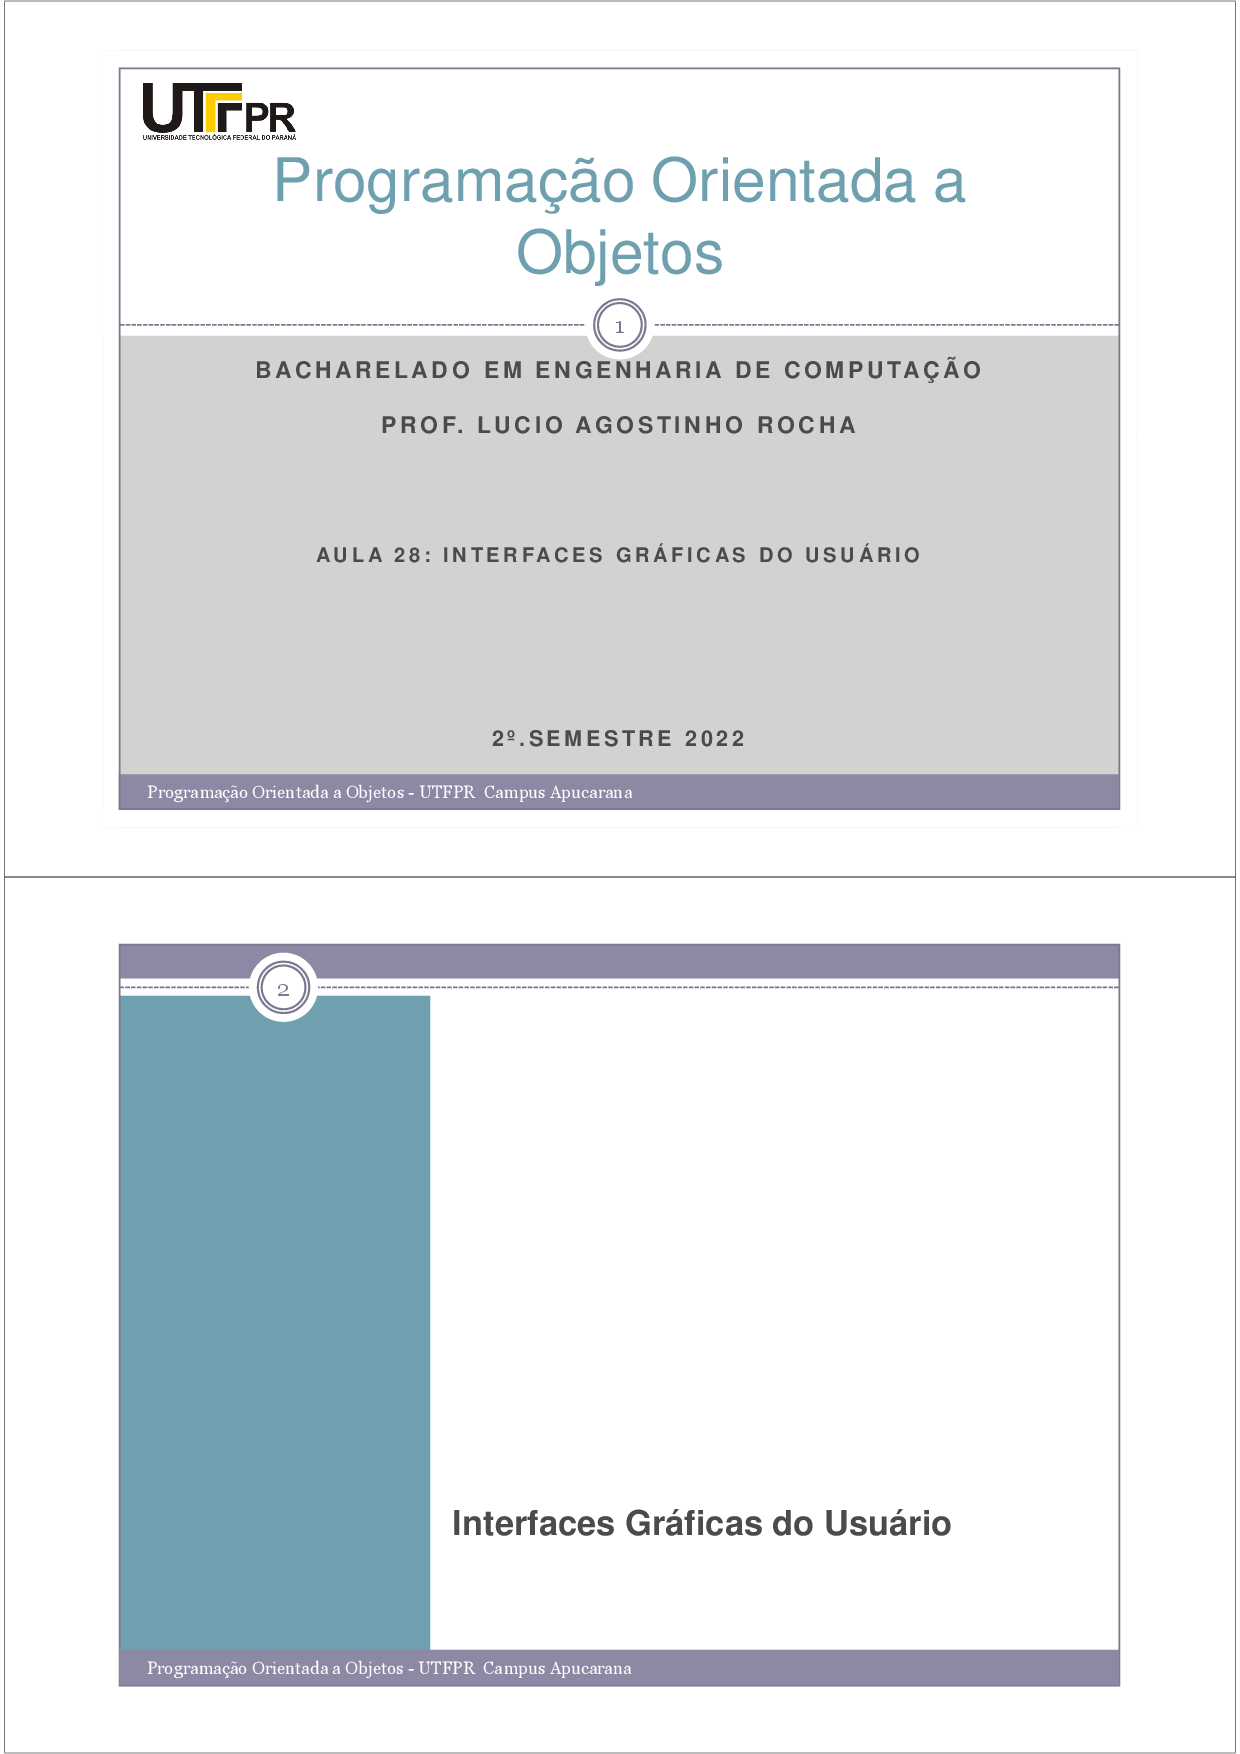 UTFPR
UNIVERSIDADE TECNOLÓGICA FEDERAL DO PARANÁ
Programação Orientada a
Objetos
1
BACHARELADO EM ENGENHARIA DE COMPUTAÇÃO
PROF. LUCIO AGOSTINHO ROCHA
AULA 28: INTERFACES GRÁFICAS DO USUÁRIO
2º.SEMESTRE 2022
Programação Orientada a Objetos - UTFPR Campus Apucarana
2
Interfaces Gráficas do Usuário
Programação Orientada a Objetos - UTFPR Campus Apucarana